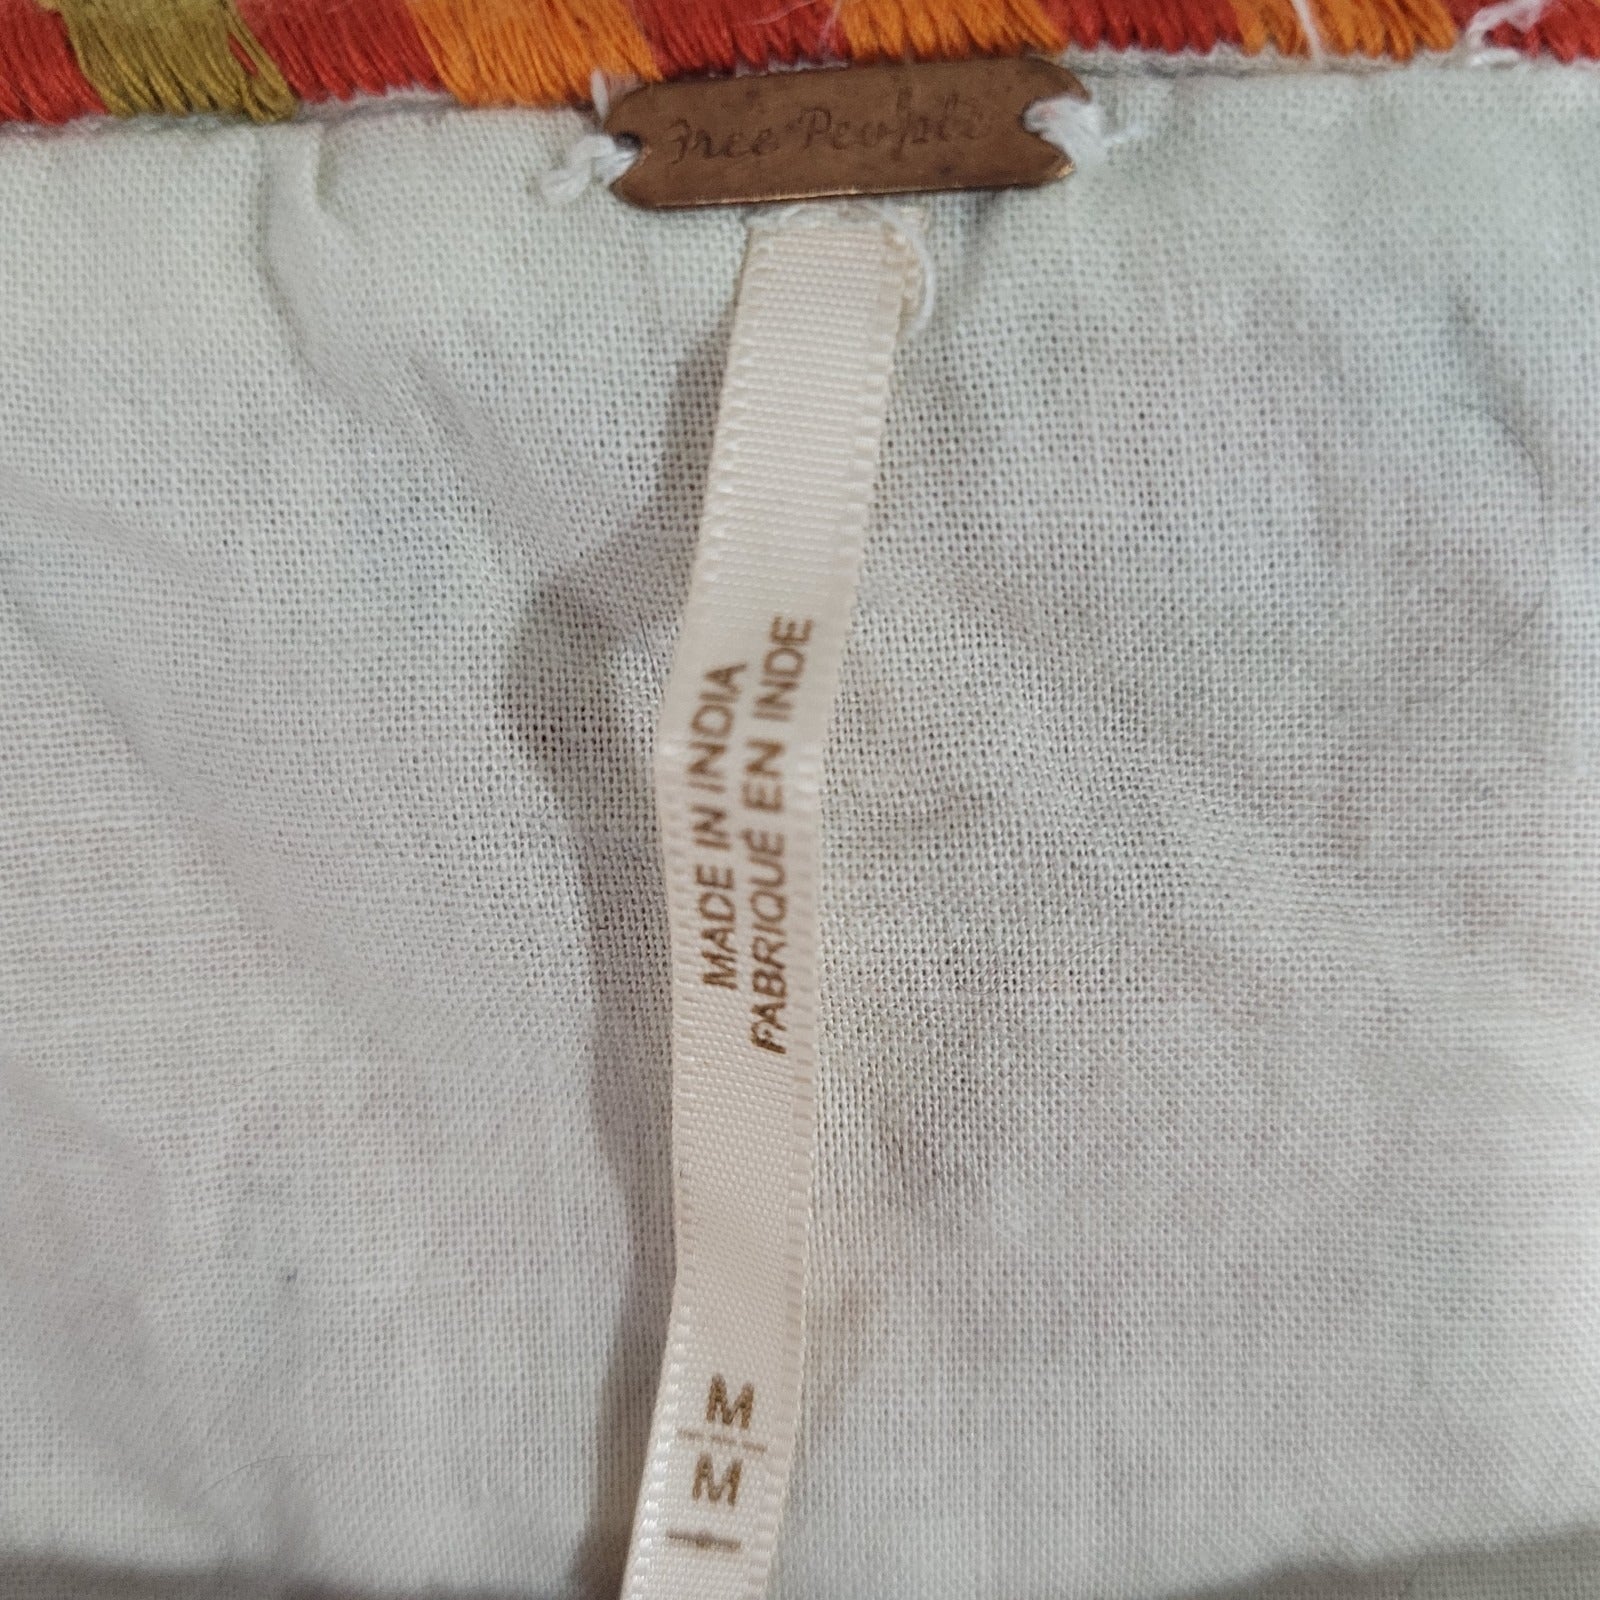 Free People
MADE IN INDIA
FABRIQUÉ EN INDE
M
M